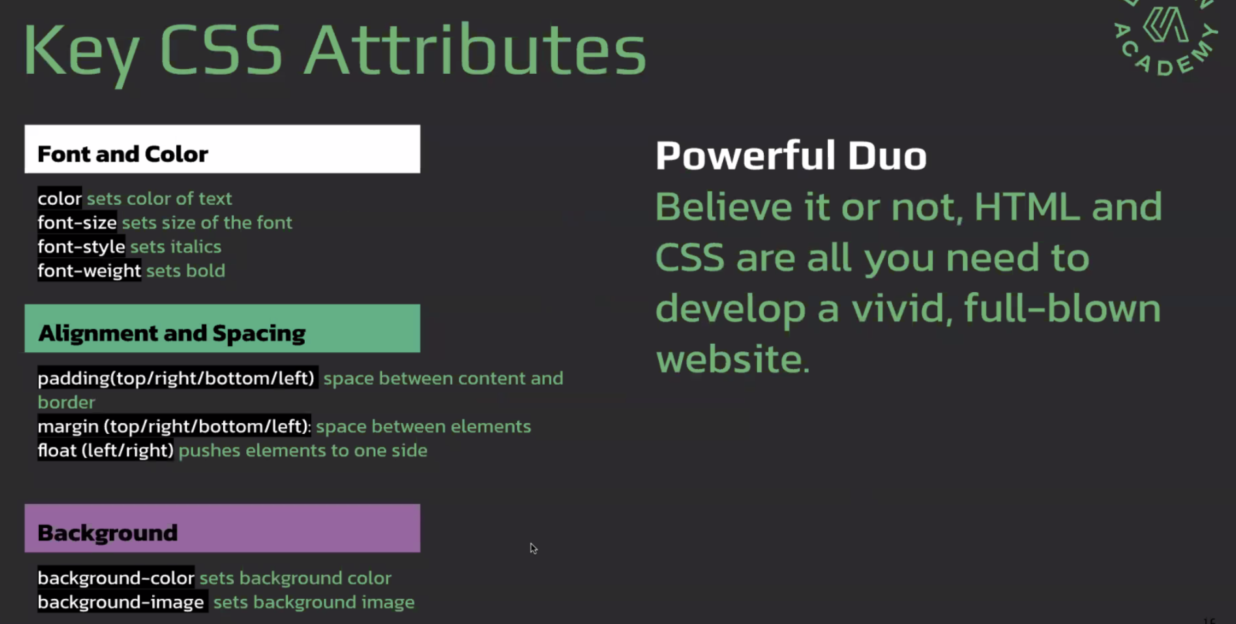 Key CSS Attributes
ACADEMY
Font and Color
color sets color of text
font-size sets size of the font
font-style sets italics
font-weight sets bold
Alignment and Spacing
padding(top/right/bottom/left) space between content and
border
margin (top/right/bottom/left): space between elements
float (left/right) pushes elements to one side
Background
background-color sets background color
background-image sets background image
Powerful Duo
Believe it or not, HTML and
CSS are all you need to
develop a vivid, full-blown
website.